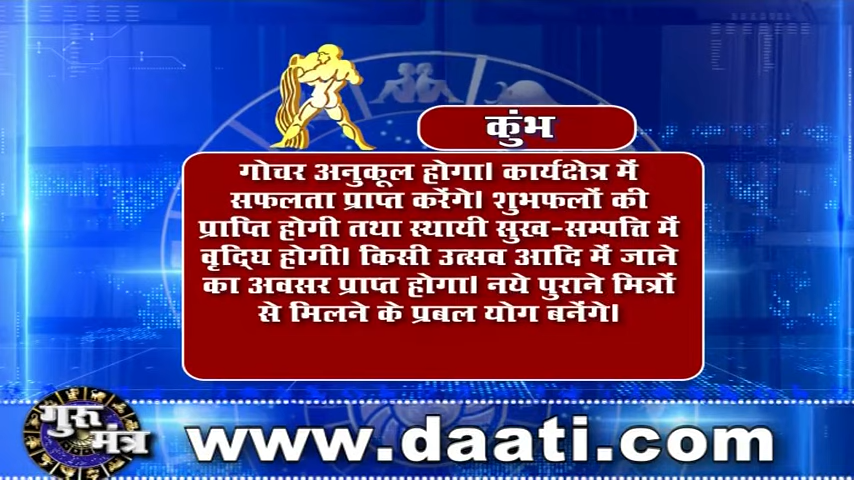 कुंभ
गोचर अनुकूल होगा। कार्यक्षेत्र में
सफलता प्राप्त करेंगे। शुभफलों की
प्राप्ति होगी तथा स्थायी सुख-सम्पत्ति में
वृद्धि होगी। किसी उत्सव आदि में जाने
का अवसर प्राप्त होगा। नये पुराने मित्रों
से मिलने के प्रबल योग बनेंगे।
गुरु
मंत्र
www.daati.com